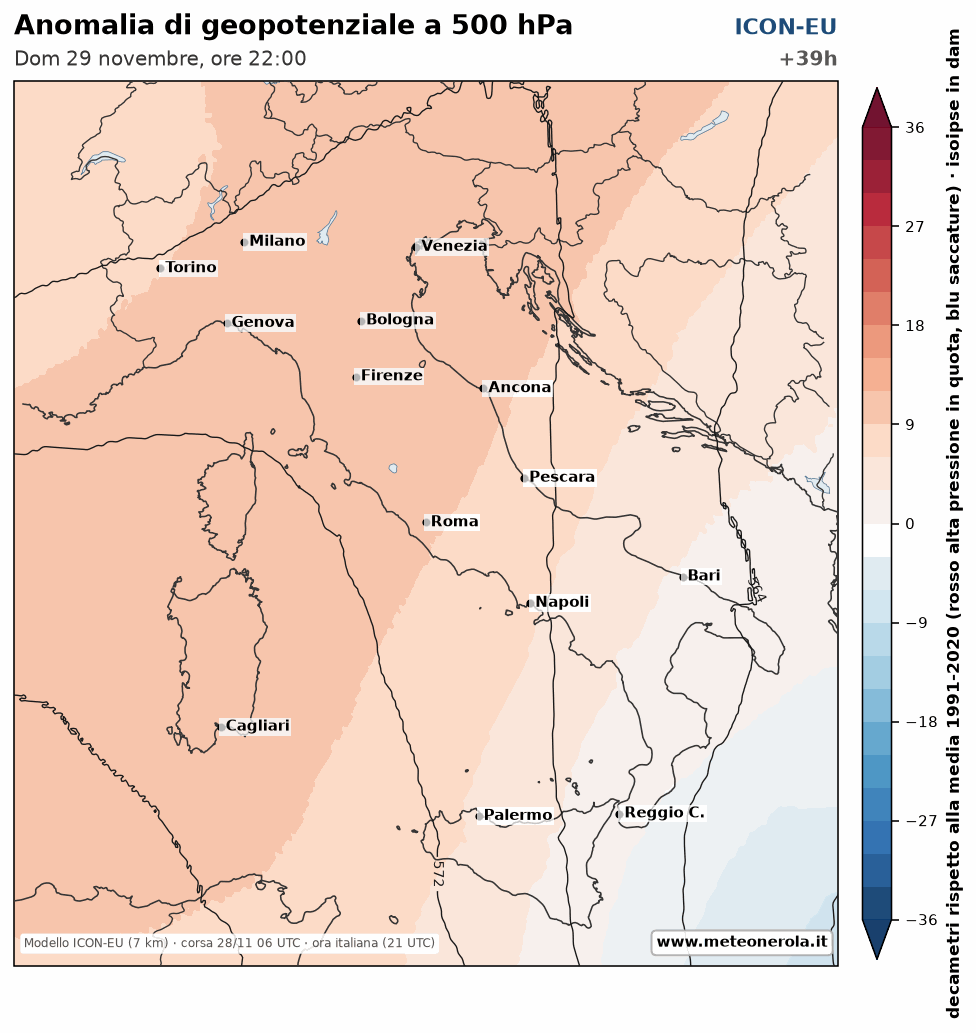 Anomalia di geopotenziale a 500 hPa
ICON-EU
Dom 29 novembre, ore 22:00
+39h
Milano
Venezia
Torino
Genova
Bologna
Firenze
Ancona
Pescara
Roma
Bari
Napoli
Cagliari
Palermo
Reggio C.
572
Modello ICON-EU (7 km) · corsa 28/11 06 UTC · ora italiana (21 UTC)
www.meteonerola.it
36
27
18
9
0
−9
−18
−27
−36
decametri rispetto alla media 1991-2020 (rosso alta pressione in quota, blu saccature) · isoipse in dam